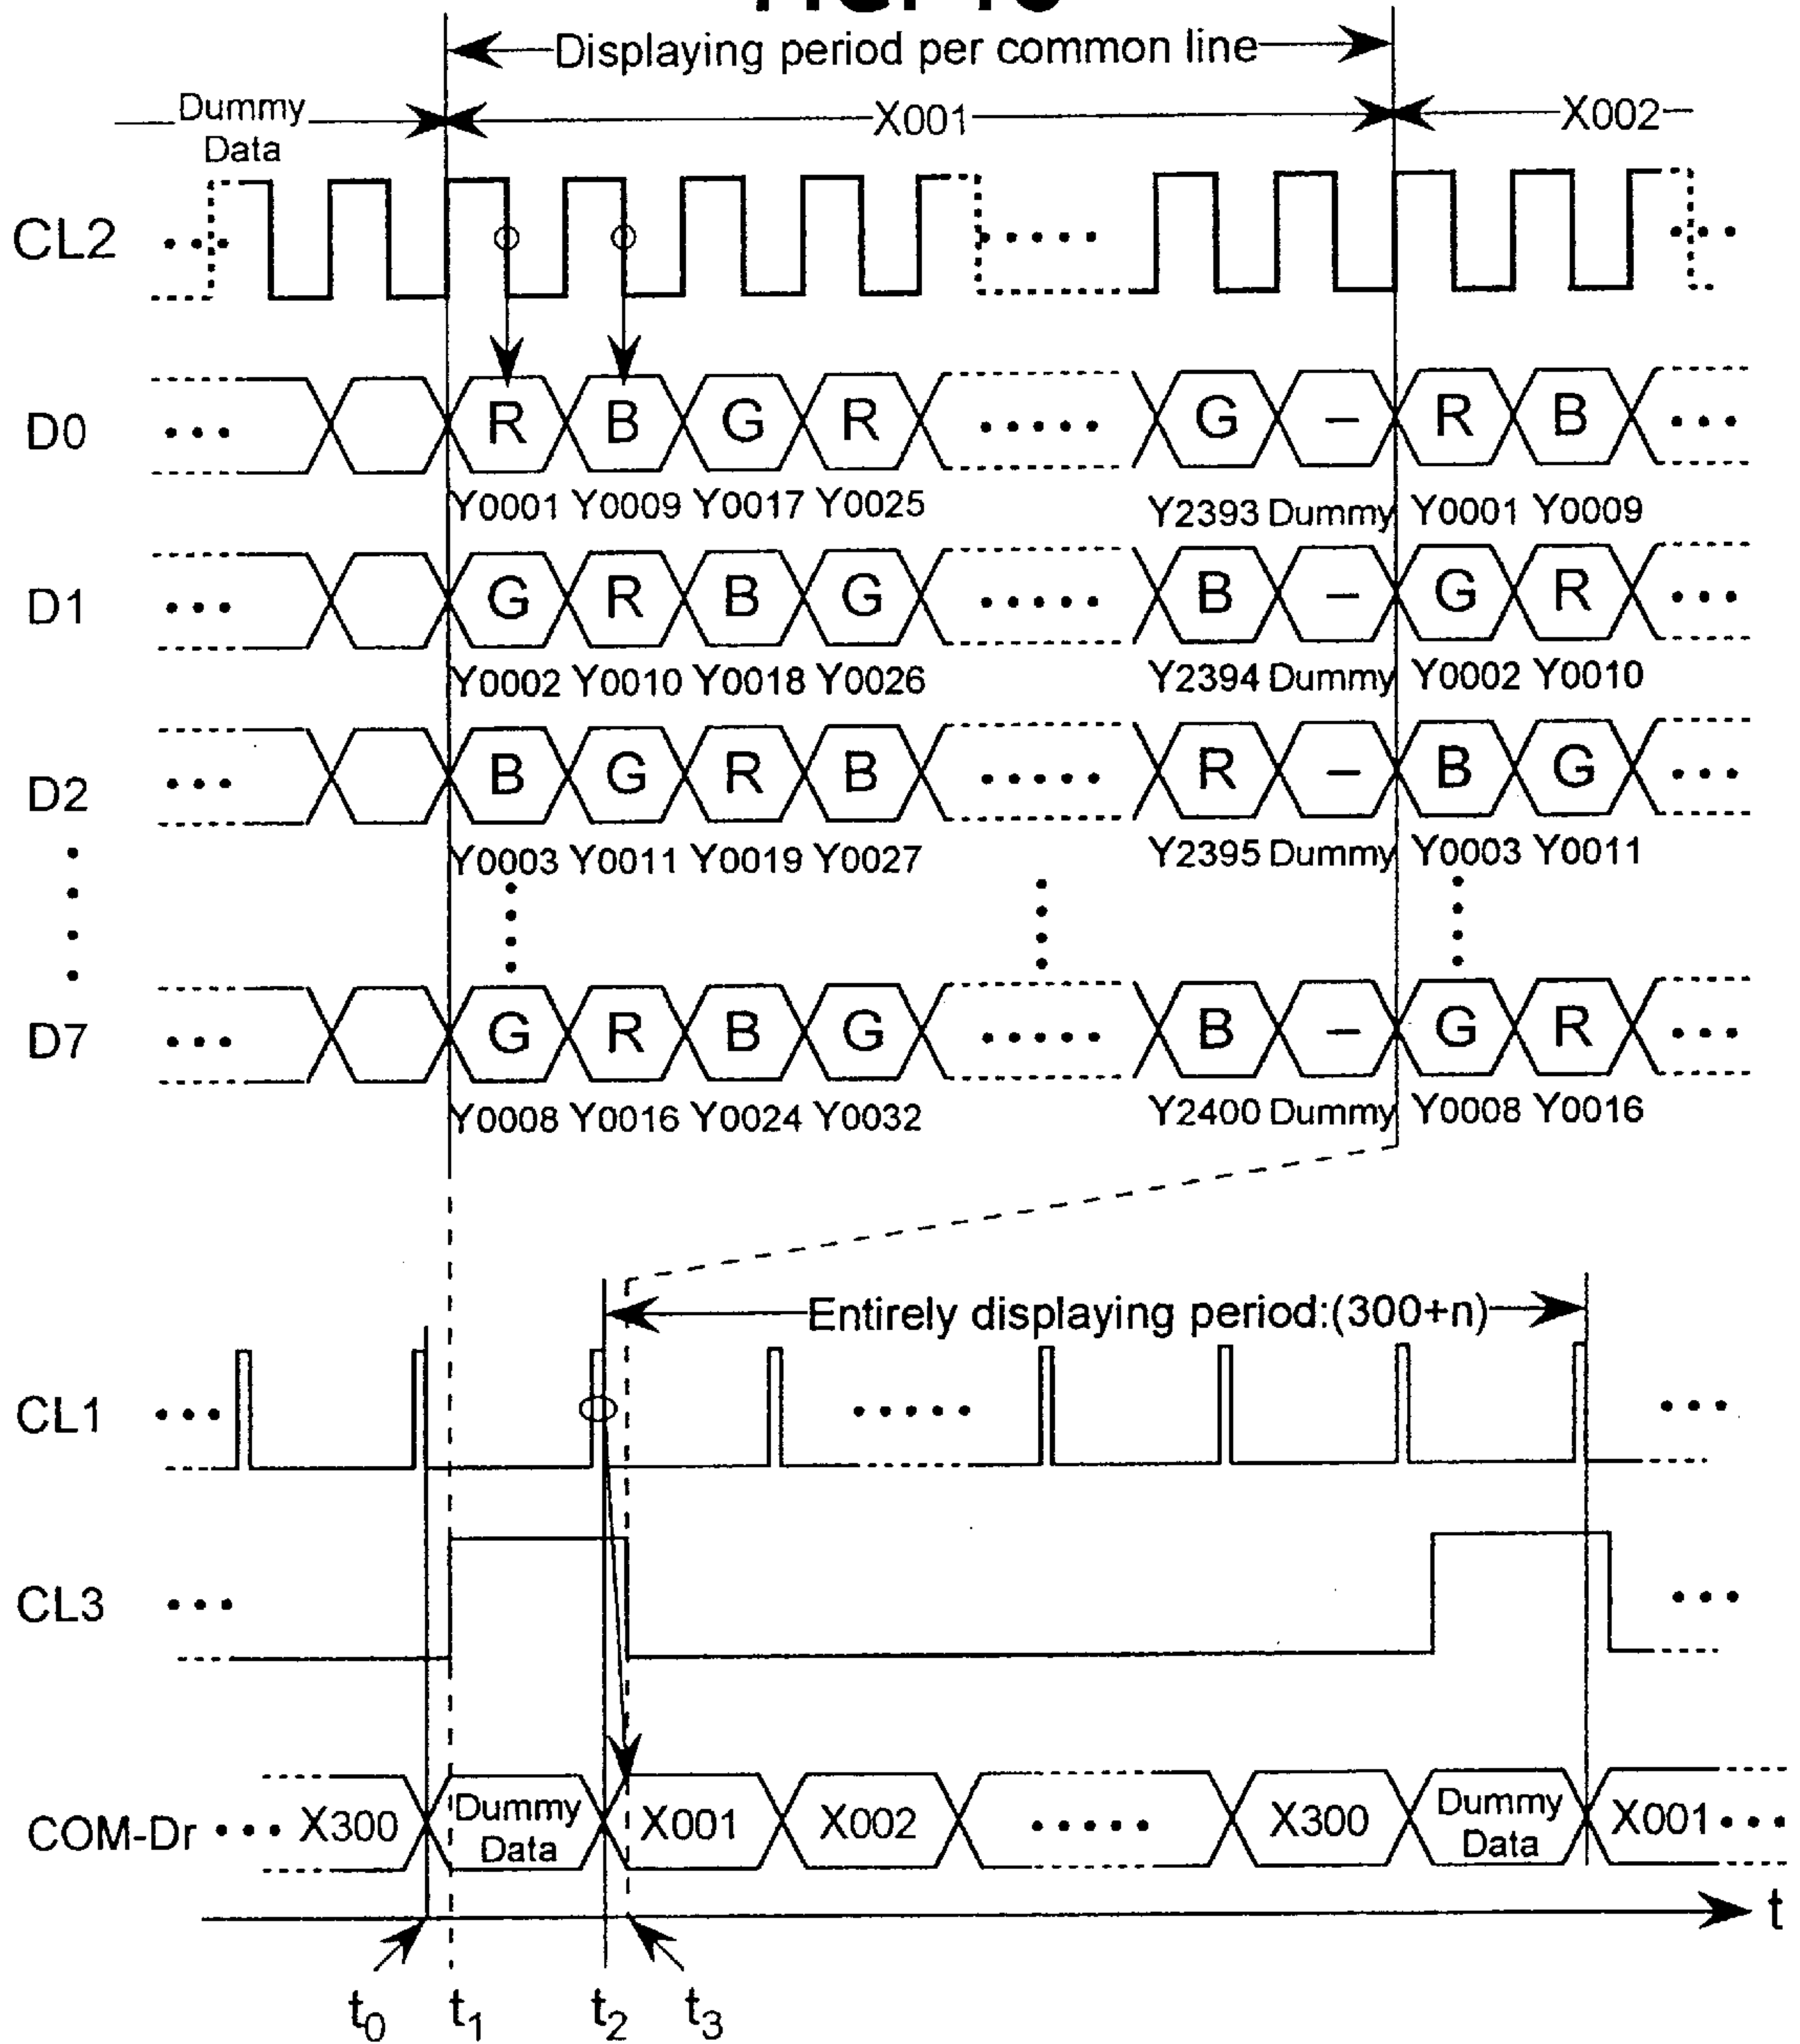 Displaying period per common line
Dummy Data X001 X002
CL2 ... ..... ...
D0 ... R B G R ..... G – R B ...
Y0001 Y0009 Y0017 Y0025 Y2393 Dummy Y0001 Y0009
D1 ... G R B G ..... B – G R ...
Y0002 Y0010 Y0018 Y0026 Y2394 Dummy Y0002 Y0010
D2 ... B G R B ..... R – B G ...
Y0003 Y0011 Y0019 Y0027 Y2395 Dummy Y0003 Y0011
D7 ... G R B G ..... B – G R ...
Y0008 Y0016 Y0024 Y0032 Y2400 Dummy Y0008 Y0016
Entirely displaying period:(300+n)
CL1 ... ..... ...
CL3 ... ...
COM-Dr ... X300 Dummy Data X001 X002 ..... X300 Dummy Data X001 ...
t
t0 t1 t2 t3